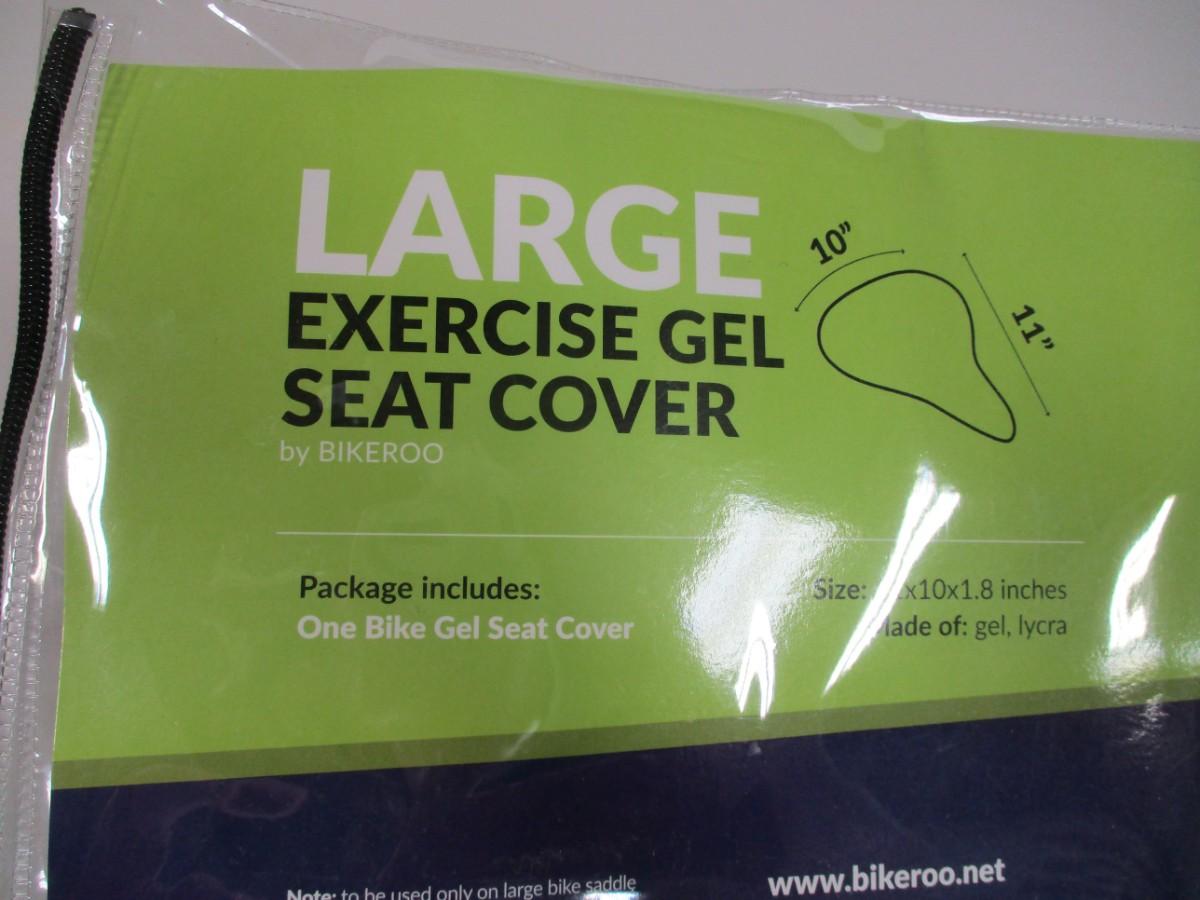 LARGE
EXERCISE GEL
SEAT COVER
by BIKEROO
10”
11”
Package includes:
One Bike Gel Seat Cover
Size: x10x1.8 inches
Made of: gel, lycra
Note: to be used only on large bike saddle
www.bikeroo.net